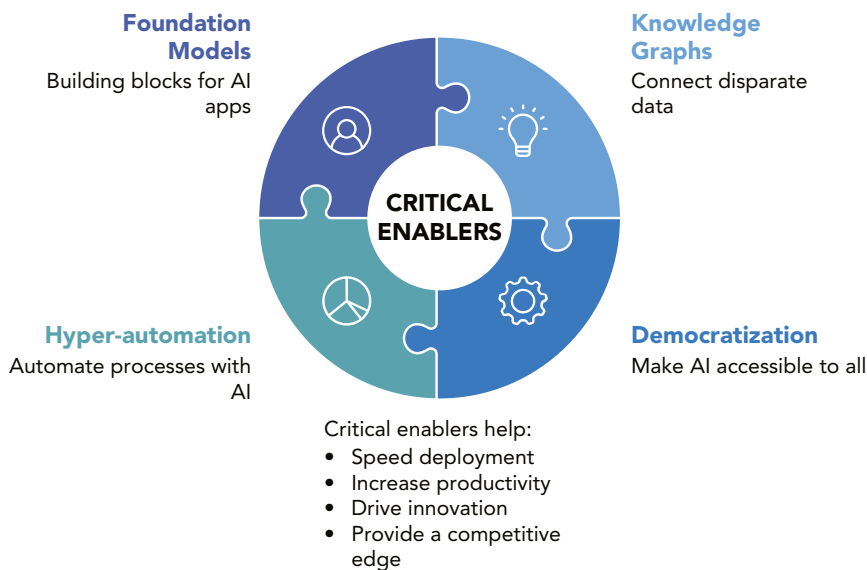 Foundation
Models
Building blocks for AI
apps
Knowledge
Graphs
Connect disparate
data
CRITICAL
ENABLERS
Hyper-automation
Automate processes with
AI
Democratization
Make AI accessible to all
Critical enablers help:
• Speed deployment
• Increase productivity
• Drive innovation
• Provide a competitive
edge